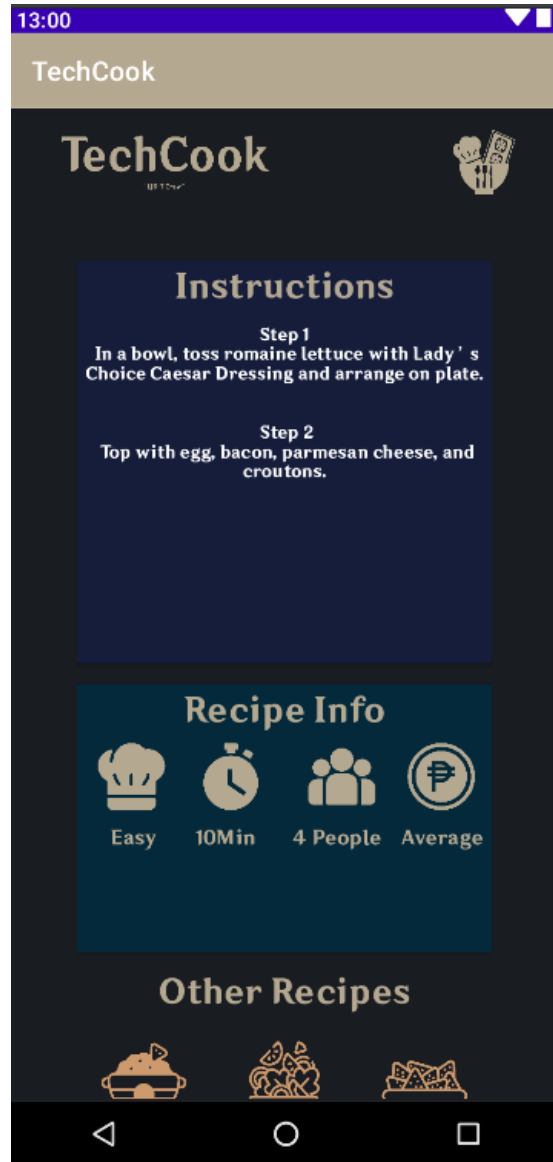 13:00
TechCook
TechCook
Instructions
Step 1
In a bowl, toss romaine lettuce with Lady’s
Choice Caesar Dressing and arrange on plate.
Step 2
Top with egg, bacon, parmesan cheese, and
croutons.
Recipe Info
Easy 10Min 4 People Average
Other Recipes